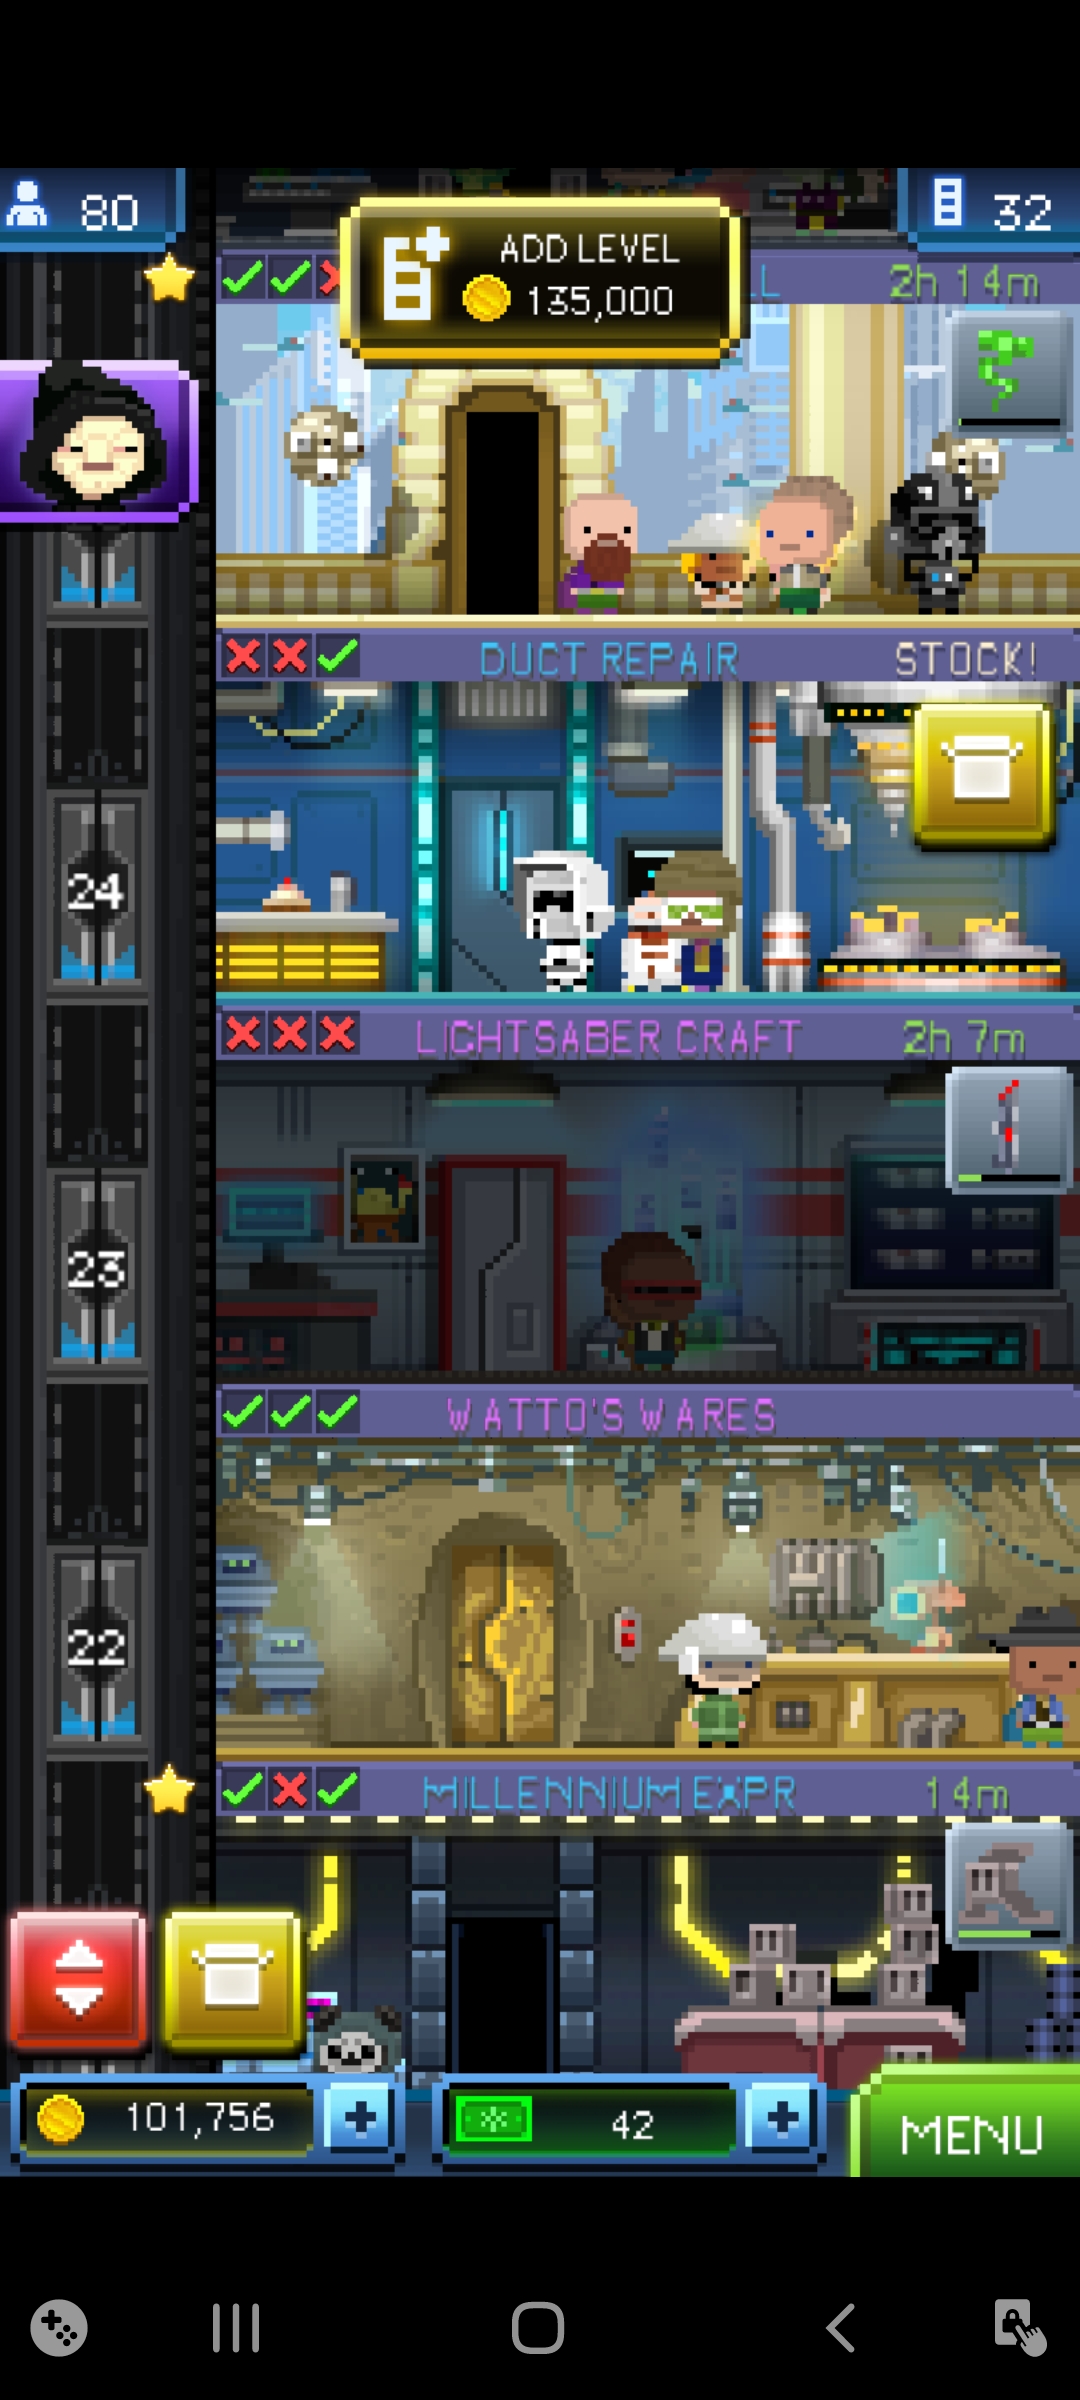 80
ADD LEVEL
135,000
32
LL
2h 14m
DUCT REPAIR
STOCK!
24
LIGHTSABER CRAFT
2h 7m
23
WATTO'S WARES
22
MILLENNIUM EXPR
14m
101,756
42
MENU